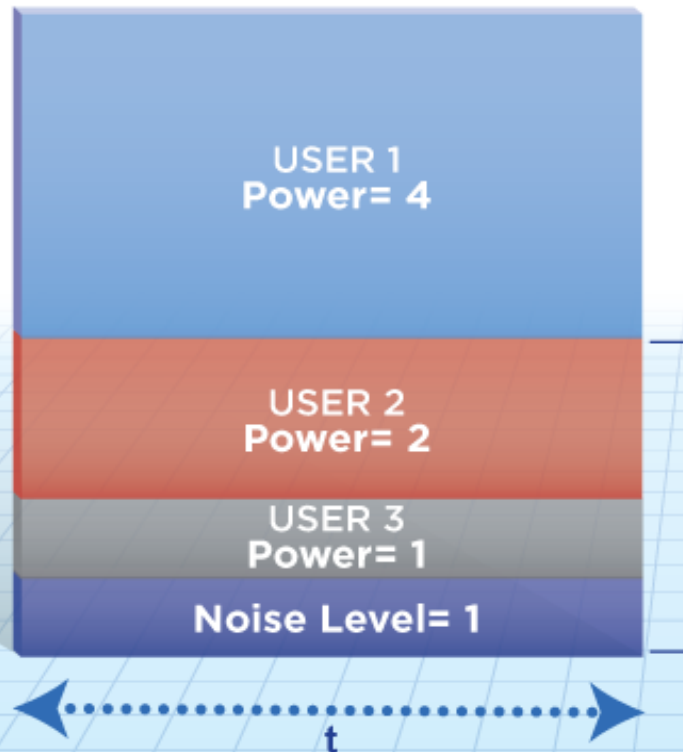 USER 1
Power= 4
USER 2
Power= 2
USER 3
Power= 1
Noise Level= 1
t